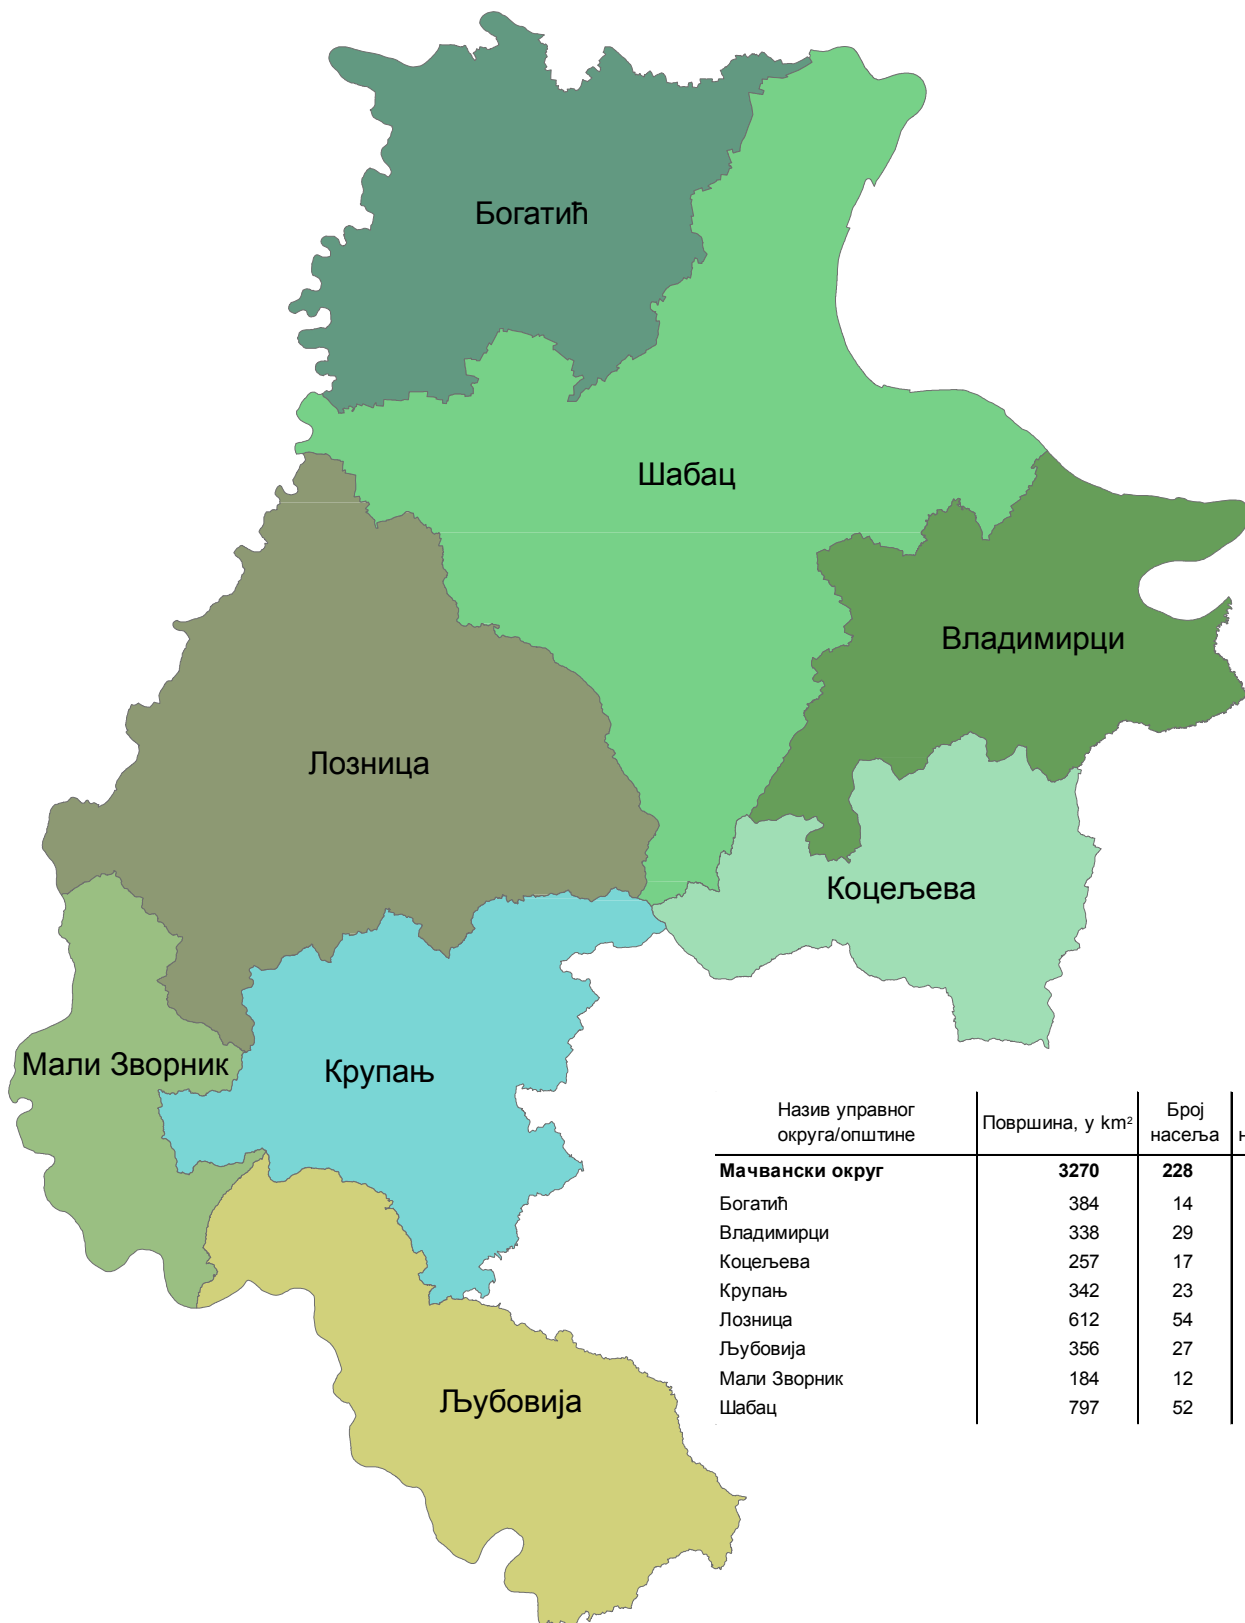 Богатић
Шабац
Владимирци
Лозница
Коцељева
Мали Зворник
Крупањ
Љубовија
Назив управног округа/општине Површина, у km² Број насеља н
Мачвански округ 3270 228
Богатић 384 14
Владимирци 338 29
Коцељева 257 17
Крупањ 342 23
Лозница 612 54
Љубовија 356 27
Мали Зворник 184 12
Шабац 797 52